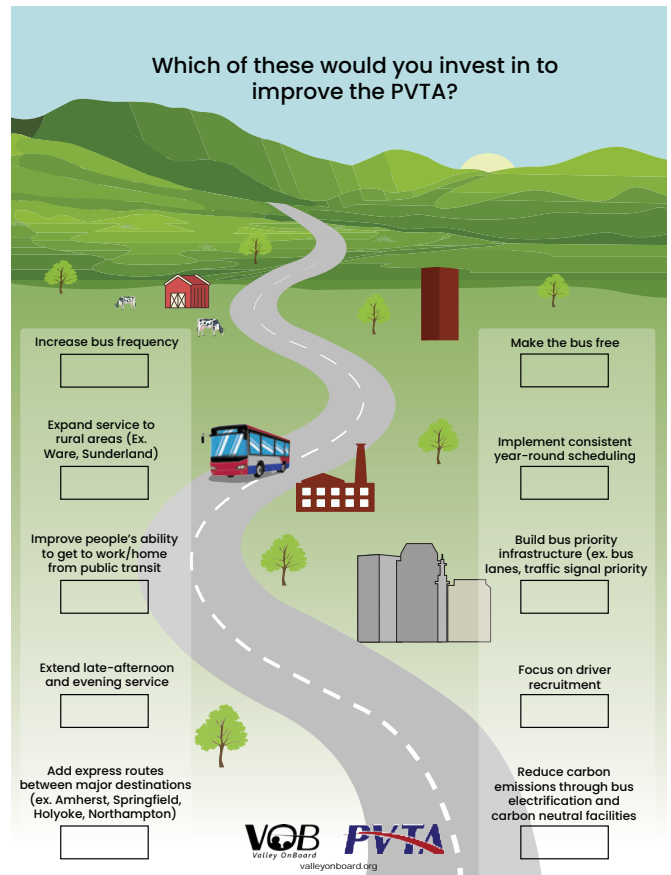 Which of these would you invest in to
improve the PVTA?
Increase bus frequency
Expand service to
rural areas (Ex.
Ware, Sunderland)
Improve people's ability
to get to work/home
from public transit
Extend late-afternoon
and evening service
Add express routes
between major destinations
(ex. Amherst, Springfield,
Holyoke, Northampton)
Make the bus free
Implement consistent
year-round scheduling
Build bus priority
infrastructure (ex. bus
lanes, traffic signal priority
Focus on driver
recruitment
Reduce carbon
emissions through bus
electrification and
carbon neutral facilities
VOB
Valley OnBoard
PVTA
valleyonboard.org